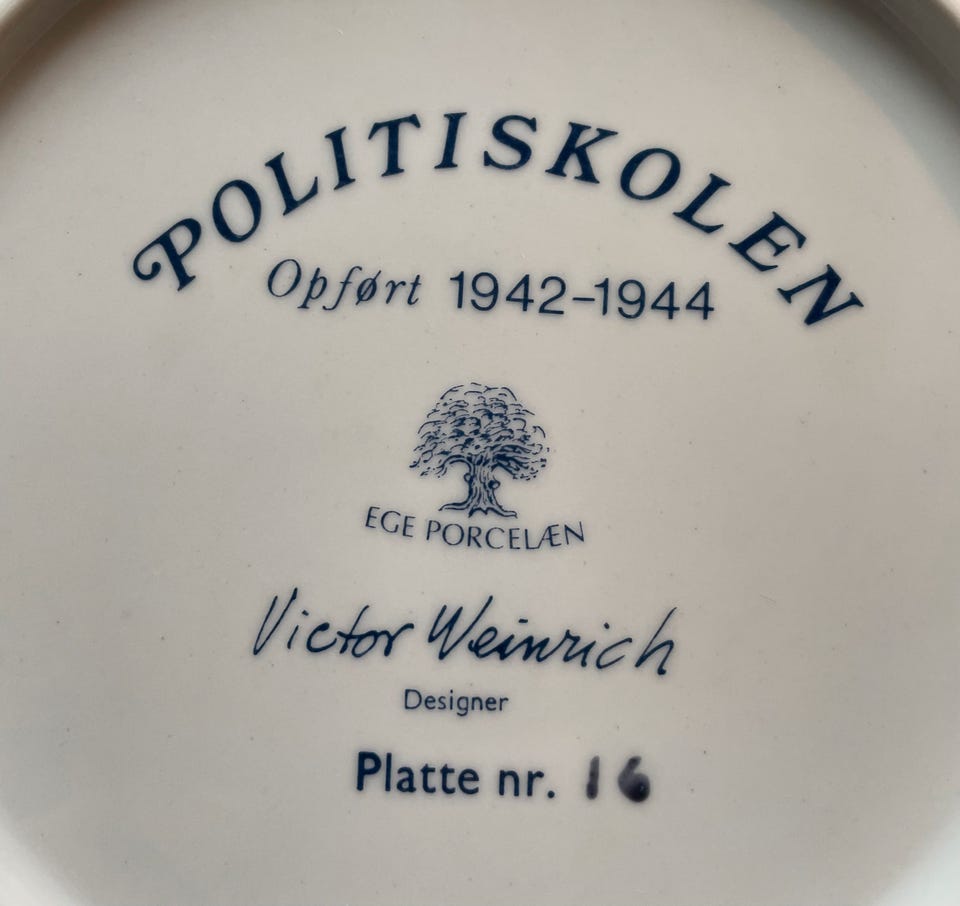 POLITISKOLEN
Opført 1942-1944
EGE PORCELÆN
Victor Weinrich
Designer
Platte nr. 16